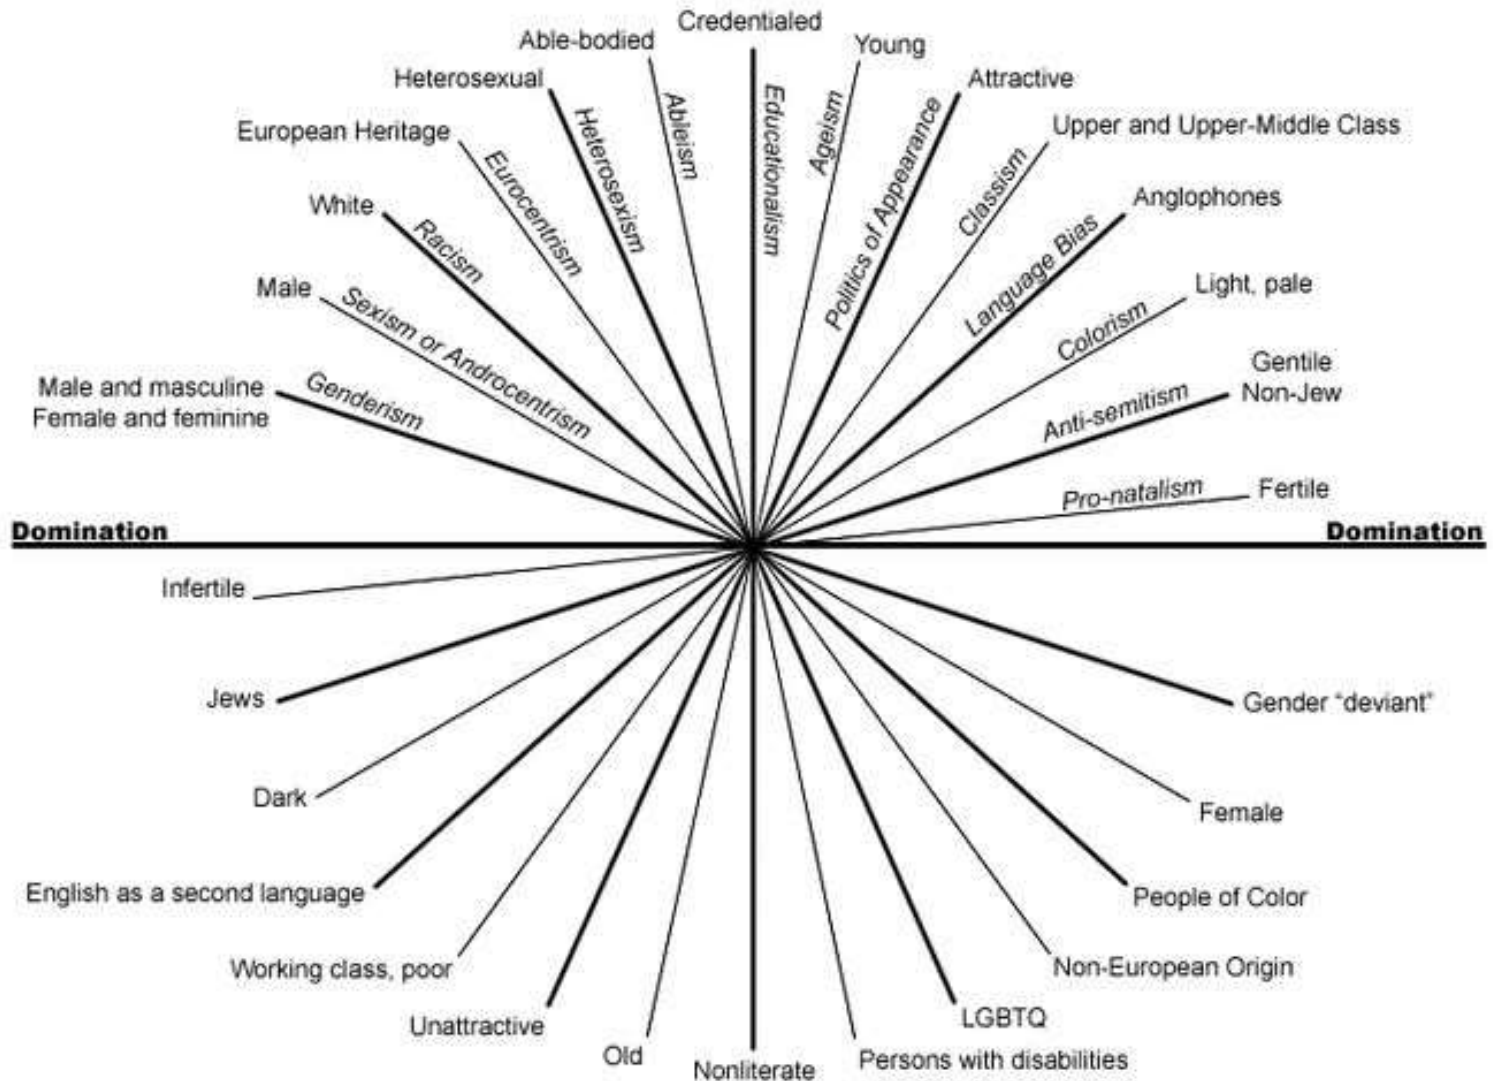 Credentialed
Able-bodied
Young
Heterosexual
Attractive
European Heritage
Upper and Upper-Middle Class
White
Anglophones
Male
Light, pale
Male and masculine
Female and feminine
Gentile
Non-Jew
Fertile
Genderism
Sexism or Androcentrism
Racism
Eurocentrism
Heterosexism
Ableism
Educationalism
Ageism
Politics of Appearance
Classism
Language Bias
Colorism
Anti-semitism
Pro-natalism
Domination
Domination
Infertile
Jews
Gender “deviant”
Dark
Female
English as a second language
People of Color
Working class, poor
Non-European Origin
Unattractive
LGBTQ
Old
Persons with disabilities
Nonliterate